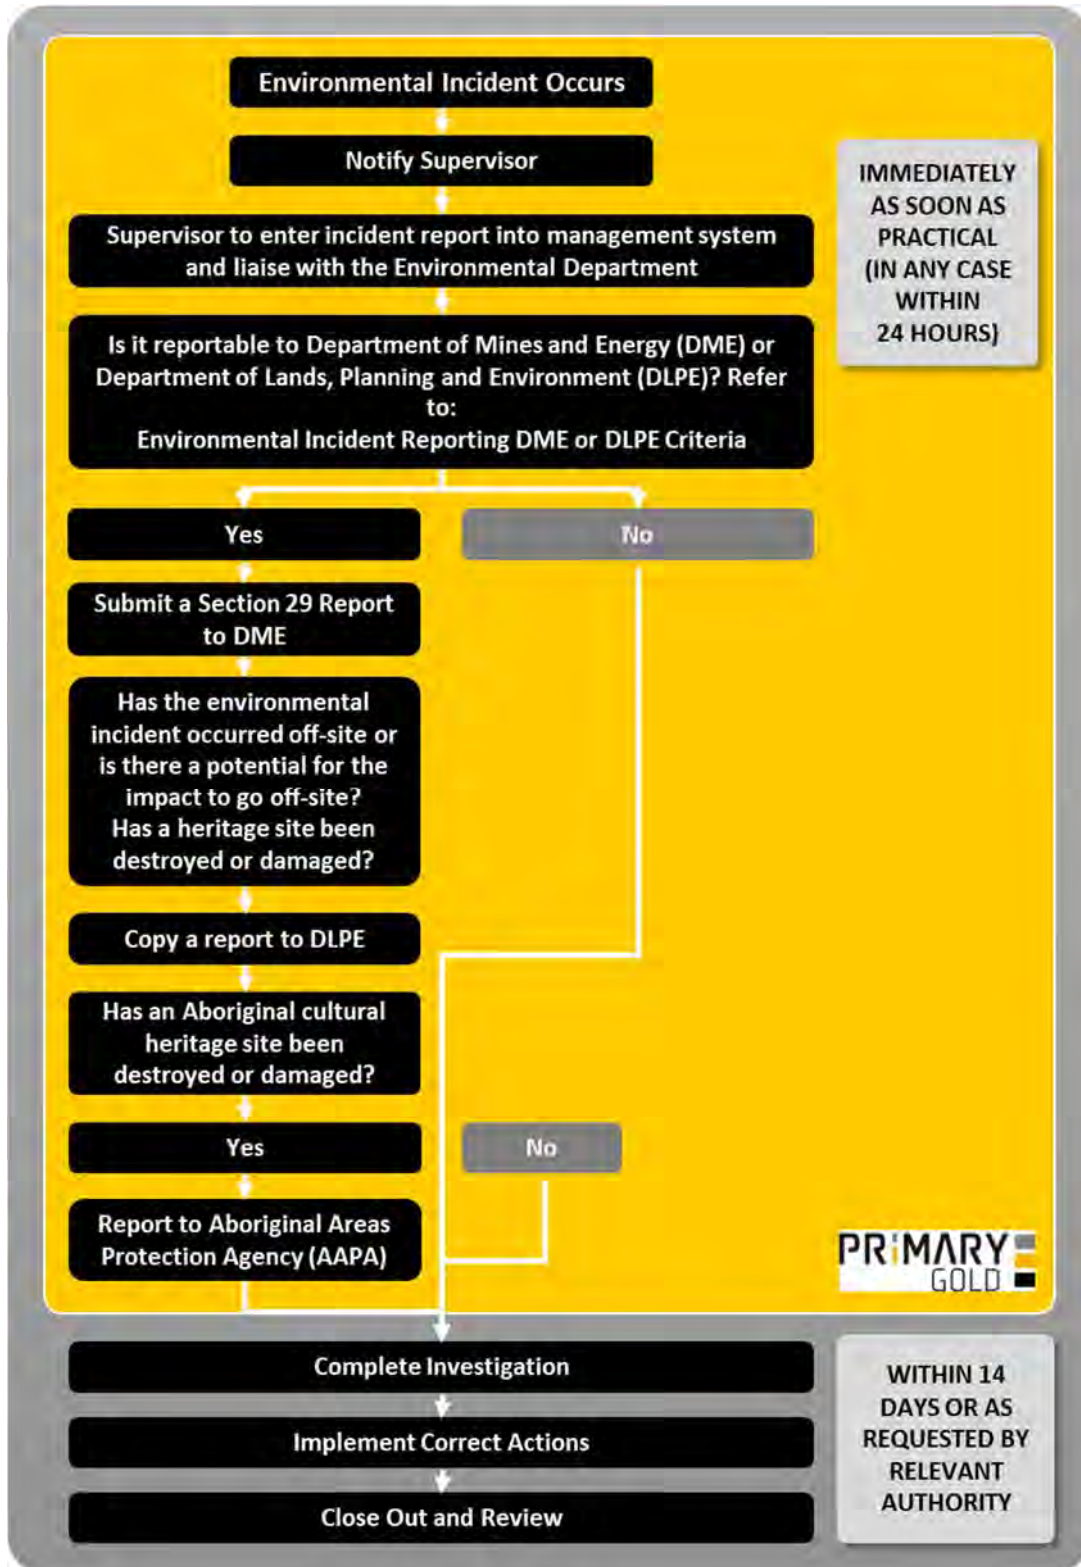 Environmental Incident Occurs
Notify Supervisor
IMMEDIATELY
AS SOON AS
PRACTICAL
(IN ANY CASE
WITHIN
24 HOURS)
Supervisor to enter incident report into management system
and liaise with the Environmental Department
Is it reportable to Department of Mines and Energy (DME) or
Department of Lands, Planning and Environment (DLPE)? Refer
to:
Environmental Incident Reporting DME or DLPE Criteria
Yes
No
Submit a Section 29 Report
to DME
Has the environmental
incident occurred off-site or
is there a potential for the
impact to go off-site?
Has a heritage site been
destroyed or damaged?
Copy a report to DLPE
Has an Aboriginal cultural
heritage site been
destroyed or damaged?
Yes
No
Report to Aboriginal Areas
Protection Agency (AAPA)
PRiMARY
GOLD
Complete Investigation
Implement Correct Actions
Close Out and Review
WITHIN 14
DAYS OR AS
REQUESTED BY
RELEVANT
AUTHORITY